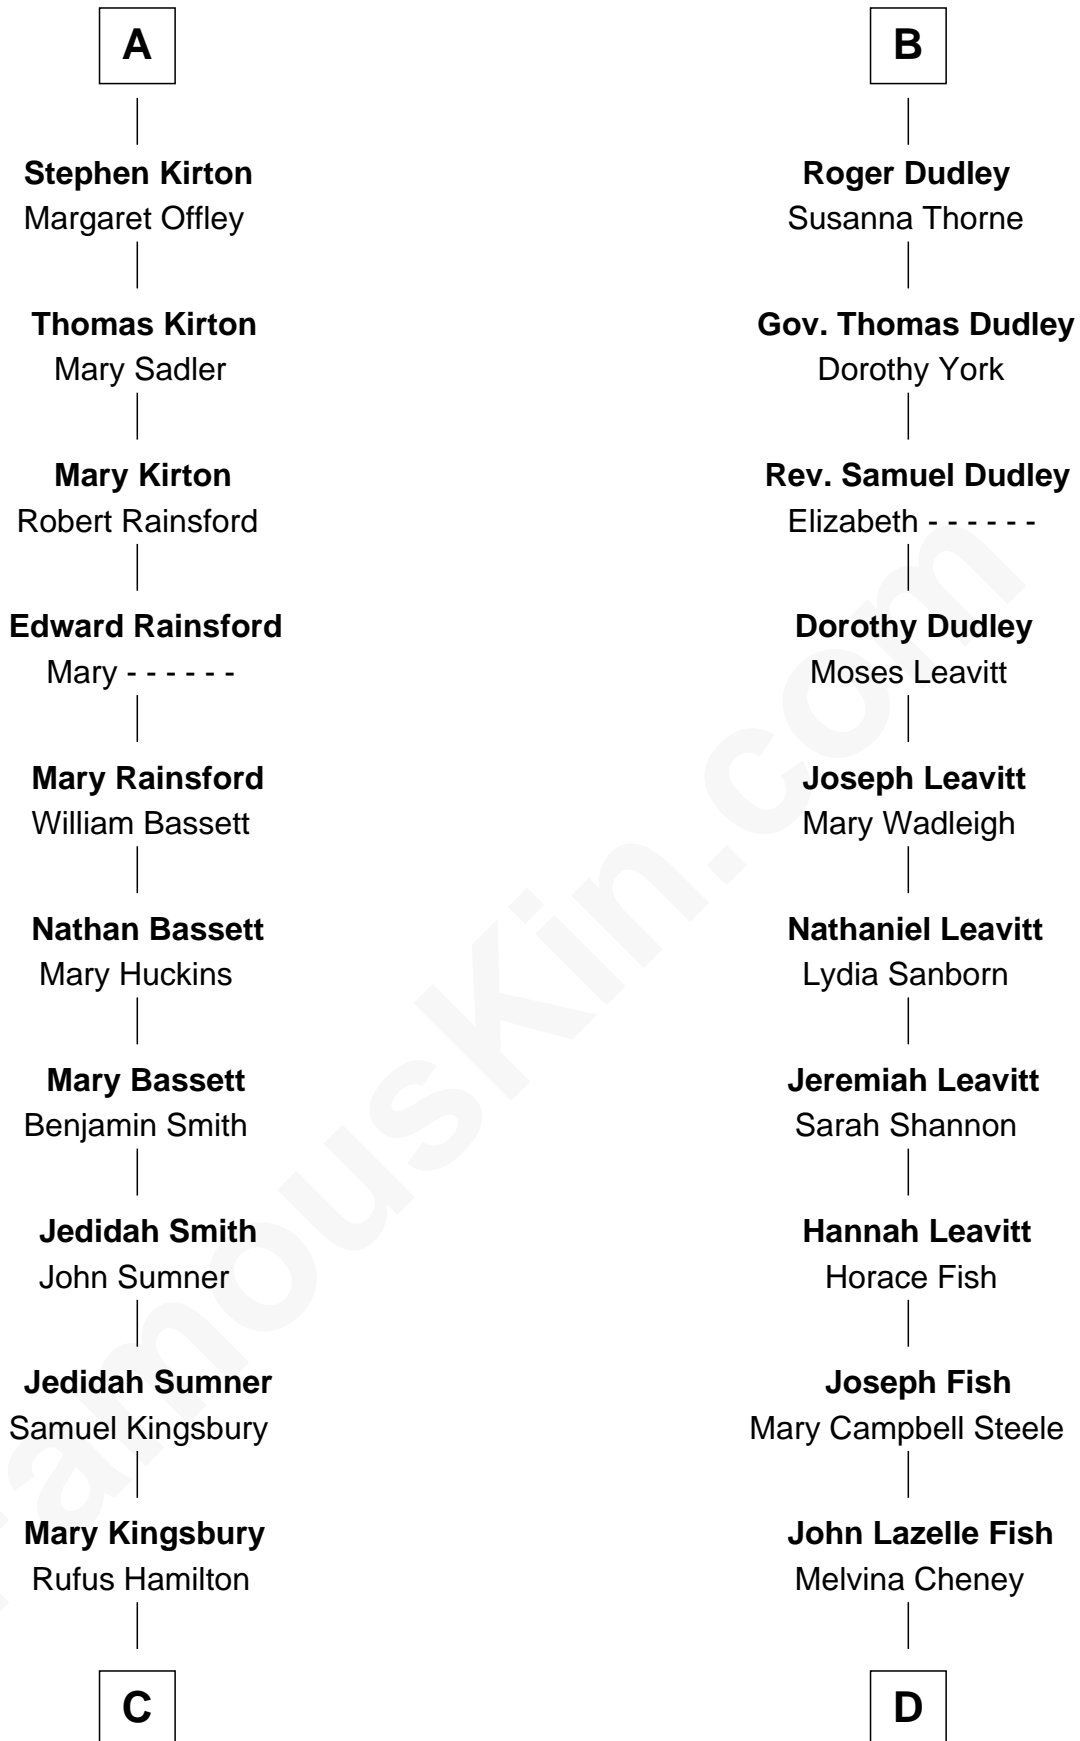 A
Stephen Kirton
Margaret Offley
Thomas Kirton
Mary Sadler
Mary Kirton
Robert Rainsford
Edward Rainsford
Mary - - - - - -
Mary Rainsford
William Bassett
Nathan Bassett
Mary Huckins
Mary Bassett
Benjamin Smith
Jedidah Smith
John Sumner
Jedidah Sumner
Samuel Kingsbury
Mary Kingsbury
Rufus Hamilton
C
B
Roger Dudley
Susanna Thorne
Gov. Thomas Dudley
Dorothy York
Rev. Samuel Dudley
Elizabeth - - - - - -
Dorothy Dudley
Moses Leavitt
Joseph Leavitt
Mary Wadleigh
Nathaniel Leavitt
Lydia Sanborn
Jeremiah Leavitt
Sarah Shannon
Hannah Leavitt
Horace Fish
Joseph Fish
Mary Campbell Steele
John Lazelle Fish
Melvina Cheney
D
FamousKin.com